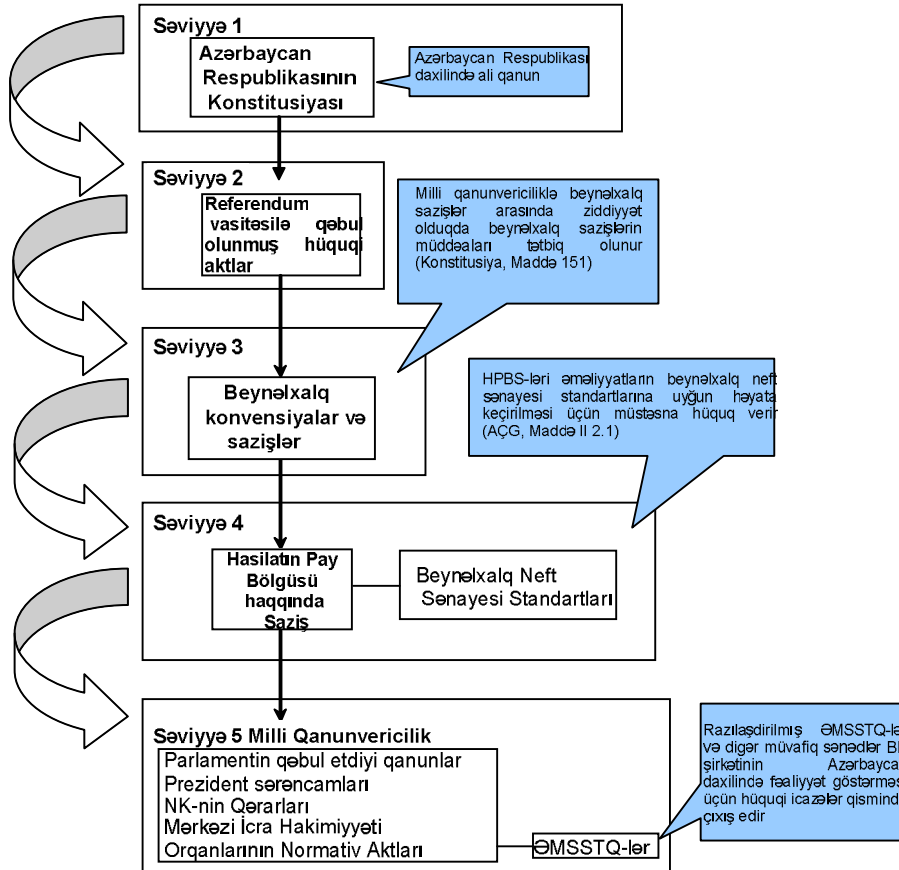 Səviyyə 1
Azərbaycan
Respublikasının
Konstitusiyası
Azərbaycan Respublikası
daxilində ali qanun
Səviyyə 2
Referendum
vasitəsilə qəbul
olunmuş hüquqi
aktlar
Milli qanunvericiliklə beynəlxalq
sazişlər arasında ziddiyyət
olduqda beynəlxalq sazişlərin
müddəaları tətbiq olunur
(Konstitusiya, Maddə 151)
Səviyyə 3
Beynəlxalq
konvensiyalar və
sazişlər
HPBS-ləri əməliyyatların beynəlxalq neft
sənayesi standartlarına uyğun həyata
keçirilməsi üçün müstəsna hüquq verir
(AÇG, Maddə II 2.1)
Səviyyə 4
Hasilatın Pay
Bölgüsü
haqqında
Saziş
Beynəlxalq Neft
Sənayesi Standartları
Səviyyə 5 Milli Qanunvericilik
Parlamentin qəbul etdiyi qanunlar
Prezident sərəncamları
NK-nin Qərarları
Mərkəzi İcra Hakimiyyəti
Orqanlarının Normativ Aktları
ƏMSSTQ-lər
Razılaşdirilmiş ƏMSSTQ-lər
və digər müvafiq sənədlər
şirkətinin
daxilində fəaliyyət
üçün hüquqi icazələr
çıxış edir